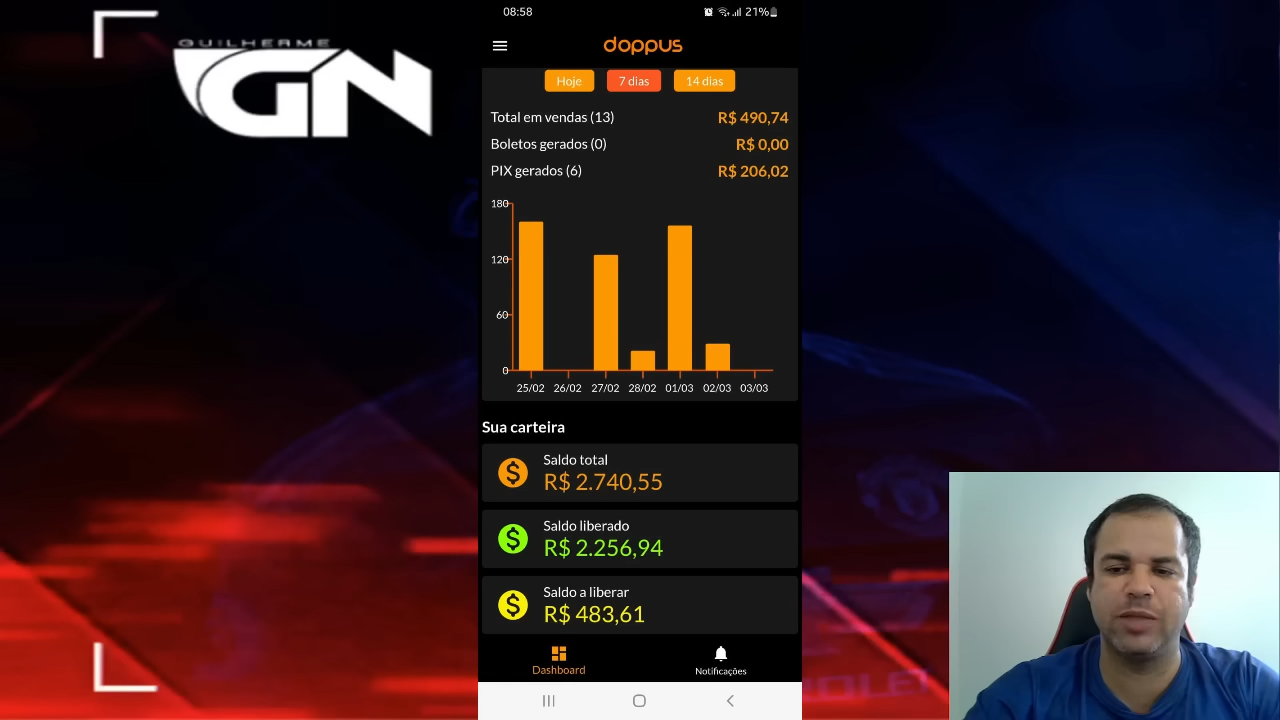 GUILHERME
GN
08:58
21%
doppus
Hoje
7 dias
14 dias
Total em vendas (13)
R$ 490,74
Boletos gerados (0)
R$ 0,00
PIX gerados (6)
R$ 206,02
180
120
60
0
25/02 26/02 27/02 28/02 01/03 02/03 03/03
Sua carteira
Saldo total
R$ 2.740,55
Saldo liberado
R$ 2.256,94
Saldo a liberar
R$ 483,61
Dashboard
Notificações